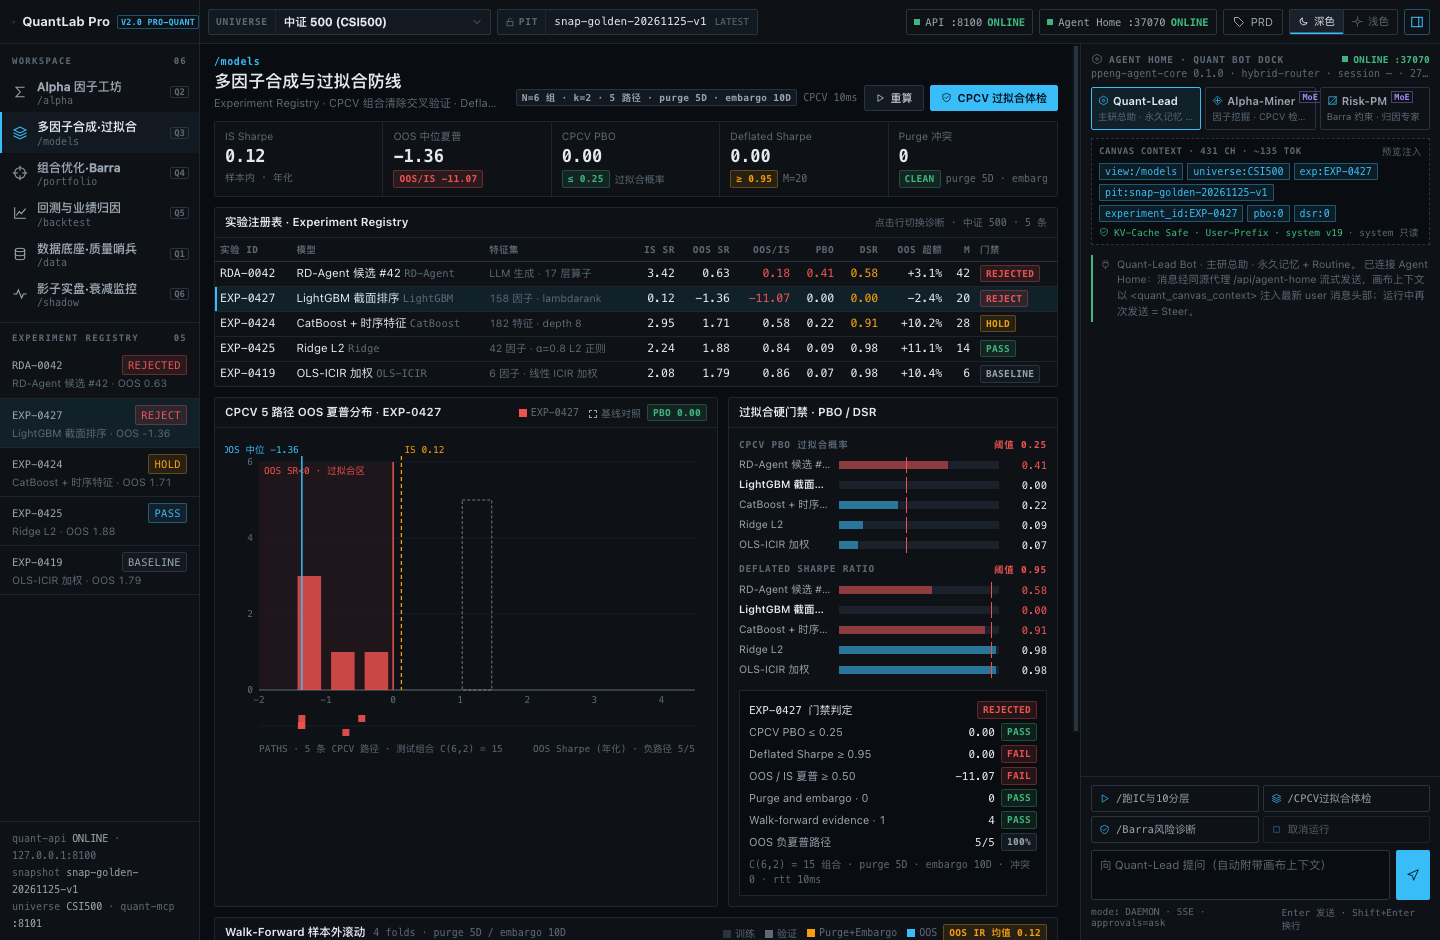 QuantLab Pro V2.0 PRO-QUANT
UNIVERSE 中证 500 (CSI500)
PIT snap-golden-20261125-v1 LATEST
API :8100 ONLINE
Agent Home :37070 ONLINE
PRD
深色
浅色
WORKSPACE 06
Alpha 因子工坊
/alpha
Q2
多因子合成·过拟合
/models
Q3
组合优化·Barra
/portfolio
Q4
回测与业绩归因
/backtest
Q5
数据底座·质量哨兵
/data
Q1
影子实盘·衰减监控
/shadow
Q6
EXPERIMENT REGISTRY 05
RDA-0042 REJECTED
RD-Agent 候选 #42 · OOS 0.63
EXP-0427 REJECT
LightGBM 截面排序 · OOS -1.36
EXP-0424 HOLD
CatBoost + 时序特征 · OOS 1.71
EXP-0425 PASS
Ridge L2 · OOS 1.88
EXP-0419 BASELINE
OLS-ICIR 加权 · OOS 1.79
quant-api ONLINE ·
127.0.0.1:8100
snapshot snap-golden-
20261125-v1
universe CSI500 · quant-mcp
:8101
/models
多因子合成与过拟合防线
Experiment Registry · CPCV 组合清除交叉验证 · Defla…
N=6 组 · k=2 · 5 路径 · purge 5D · embargo 10D
CPCV 10ms
重算
CPCV 过拟合体检
IS Sharpe
0.12
样本内 · 年化
OOS 中位夏普
−1.36
OOS/IS −11.07
CPCV PBO
0.00
≤ 0.25 过拟合概率
Deflated Sharpe
0.00
≥ 0.95 M=20
Purge 冲突
0
CLEAN purge 5D · embarg
实验注册表 · Experiment Registry
点击行切换诊断 · 中证 500 · 5 条
实验 ID 模型 特征集 IS SR OOS SR OOS/IS PBO DSR OOS 超额 M 门禁
RDA-0042 RD-Agent 候选 #42 RD-Agent LLM 生成 · 17 层算子 3.42 0.63 0.18 0.41 0.58 +3.1% 42 REJECTED
EXP-0427 LightGBM 截面排序 LightGBM 158 因子 · lambdarank 0.12 −1.36 −11.07 0.00 0.00 −2.4% 20 REJECT
EXP-0424 CatBoost + 时序特征 CatBoost 182 特征 · depth 8 2.95 1.71 0.58 0.22 0.91 +10.2% 28 HOLD
EXP-0425 Ridge L2 Ridge 42 因子 · α=0.8 L2 正则 2.24 1.88 0.84 0.09 0.98 +11.1% 14 PASS
EXP-0419 OLS-ICIR 加权 OLS-ICIR 6 因子 · 线性 ICIR 加权 2.08 1.79 0.86 0.07 0.98 +10.4% 6 BASELINE
CPCV 5 路径 OOS 夏普分布 · EXP-0427
EXP-0427 基线对照 PBO 0.00
OOS 中位 −1.36
IS 0.12
OOS SR<0 · 过拟合区
6
4
2
0
−2 −1 0 1 2 3 4
PATHS · 5 条 CPCV 路径 · 测试组合 C(6,2) = 15
OOS Sharpe (年化) · 负路径 5/5
过拟合硬门禁 · PBO / DSR
CPCV PBO 过拟合概率 阈值 0.25
RD-Agent 候选 #… 0.41
LightGBM 截面… 0.00
CatBoost + 时序… 0.22
Ridge L2 0.09
OLS-ICIR 加权 0.07
DEFLATED SHARPE RATIO 阈值 0.95
RD-Agent 候选 #… 0.58
LightGBM 截面… 0.00
CatBoost + 时序… 0.91
Ridge L2 0.98
OLS-ICIR 加权 0.98
EXP-0427 门禁判定 REJECTED
CPCV PBO ≤ 0.25 0.00 PASS
Deflated Sharpe ≥ 0.95 0.00 FAIL
OOS / IS 夏普 ≥ 0.50 −11.07 FAIL
Purge and embargo · 0 0 PASS
Walk-forward evidence · 1 4 PASS
OOS 负夏普路径 5/5 100%
C(6,2) = 15 组合 · purge 5D · embargo 10D · 冲突
0 · rtt 10ms
Walk-Forward 样本外滚动 4 folds · purge 5D / embargo 10D
训练 验证 Purge+Embargo OOS OOS IR 均值 0.12
AGENT HOME · QUANT BOT DOCK ONLINE :37070
ppeng-agent-core 0.1.0 · hybrid-router · session — · 27…
Quant-Lead
主研总助 · 永久记忆 …
Alpha-Miner MoE
因子挖掘 · CPCV 检…
Risk-PM MoE
Barra 约束 · 归因专家
CANVAS CONTEXT · 431 CH · ~135 TOK 预览注入
view:/models universe:CSI500 exp:EXP-0427
pit:snap-golden-20261125-v1
experiment_id:EXP-0427 pbo:0 dsr:0
KV-Cache Safe · User-Prefix · system v19 · system 只读
Quant-Lead Bot · 主研总助 · 永久记忆 + Routine。 已连接 Agent
Home：消息经同源代理 /api/agent-home 流式发送，画布上下文
以 <quant_canvas_context> 注入最新 user 消息头部；运行中再
次发送 = Steer。
/跑IC与10分层
/CPCV过拟合体检
/Barra风险诊断
取消运行
向 Quant-Lead 提问（自动附带画布上下文）
mode: DAEMON · SSE ·
approvals=ask
Enter 发送 · Shift+Enter
换行